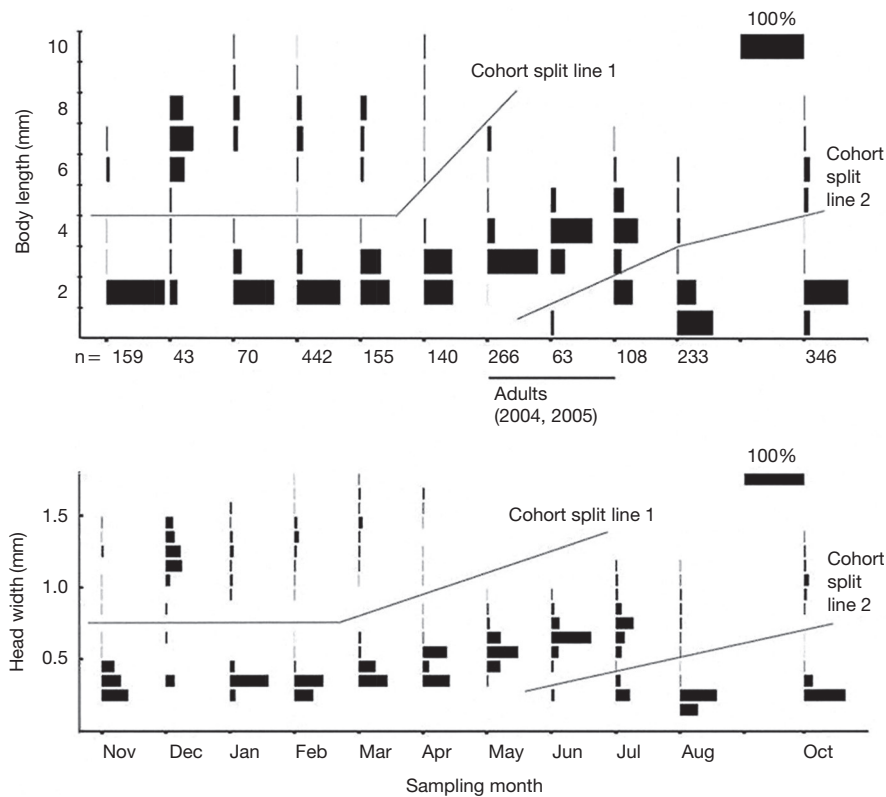 100%
10
8
6
4
2
Body length (mm)
Cohort split line 1
Cohort
split
line 2
n = 159 43 70 442 155 140 266 63 108 233 346
Adults
(2004, 2005)
100%
1.5
1.0
0.5
Head width (mm)
Cohort split line 1
Cohort
split
line 2
Nov Dec Jan Feb Mar Apr May Jun Jul Aug Oct
Sampling month